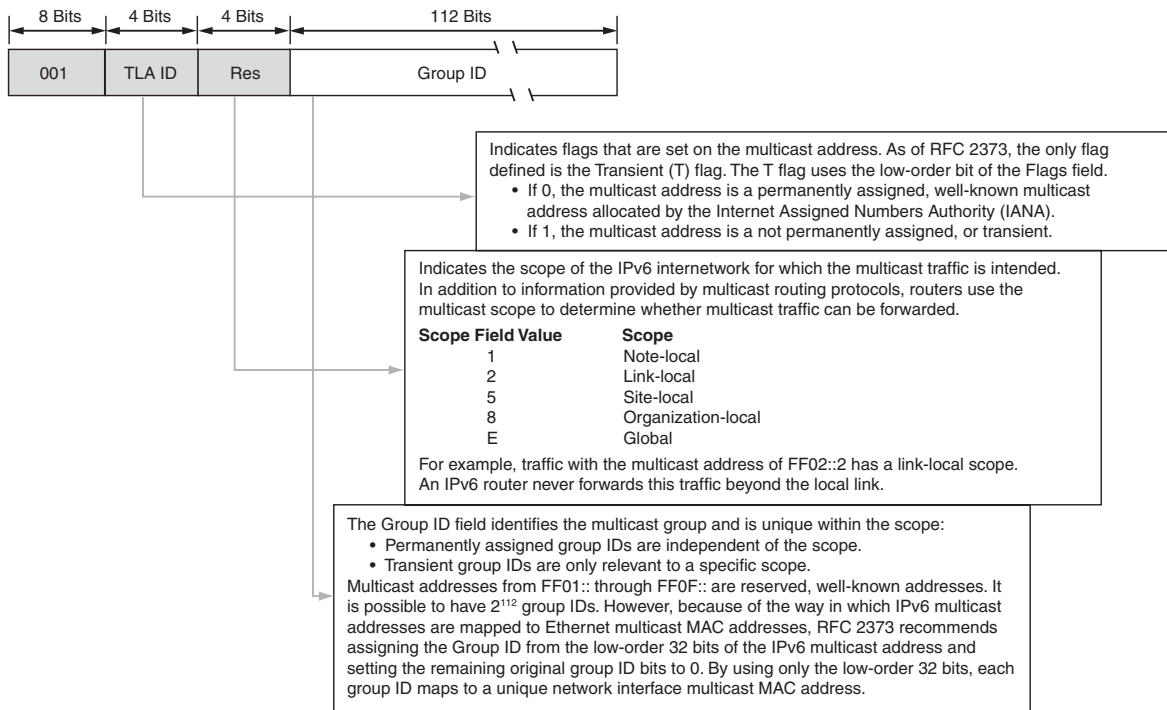 8 Bits 4 Bits 4 Bits 112 Bits
001 TLA ID Res Group ID
Indicates flags that are set on the multicast address. As of RFC 2373, the only flag
defined is the Transient (T) flag. The T flag uses the low-order bit of the Flags field.
• If 0, the multicast address is a permanently assigned, well-known multicast
address allocated by the Internet Assigned Numbers Authority (IANA).
• If 1, the multicast address is a not permanently assigned, or transient.
Indicates the scope of the IPv6 internetwork for which the multicast traffic is intended.
In addition to information provided by multicast routing protocols, routers use the
multicast scope to determine whether multicast traffic can be forwarded.
Scope Field Value Scope
1 Note-local
2 Link-local
5 Site-local
8 Organization-local
E Global
For example, traffic with the multicast address of FF02::2 has a link-local scope.
An IPv6 router never forwards this traffic beyond the local link.
The Group ID field identifies the multicast group and is unique within the scope:
• Permanently assigned group IDs are independent of the scope.
• Transient group IDs are only relevant to a specific scope.
Multicast addresses from FF01:: through FF0F:: are reserved, well-known addresses. It
is possible to have 2¹¹² group IDs. However, because of the way in which IPv6 multicast
addresses are mapped to Ethernet multicast MAC addresses, RFC 2373 recommends
assigning the Group ID from the low-order 32 bits of the IPv6 multicast address and
setting the remaining original group ID bits to 0. By using only the low-order 32 bits, each
group ID maps to a unique network interface multicast MAC address.